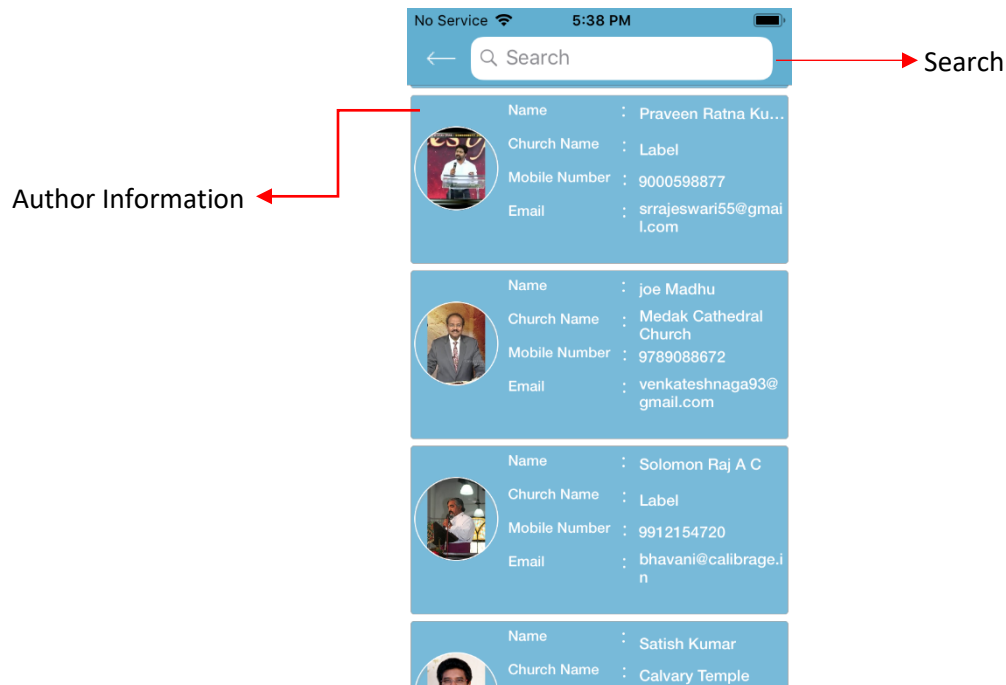 No Service 5:38 PM
Search
Search
Author Information
Name : Praveen Ratna Ku...
Church Name : Label
Mobile Number : 9000598877
Email : srrajeswari55@gmai
l.com
Name : joe Madhu
Church Name : Medak Cathedral
Church
Mobile Number : 9789088672
Email : venkateshnaga93@
gmail.com
Name : Solomon Raj A C
Church Name : Label
Mobile Number : 9912154720
Email : bhavani@calibrage.i
n
Name : Satish Kumar
Church Name : Calvary Temple